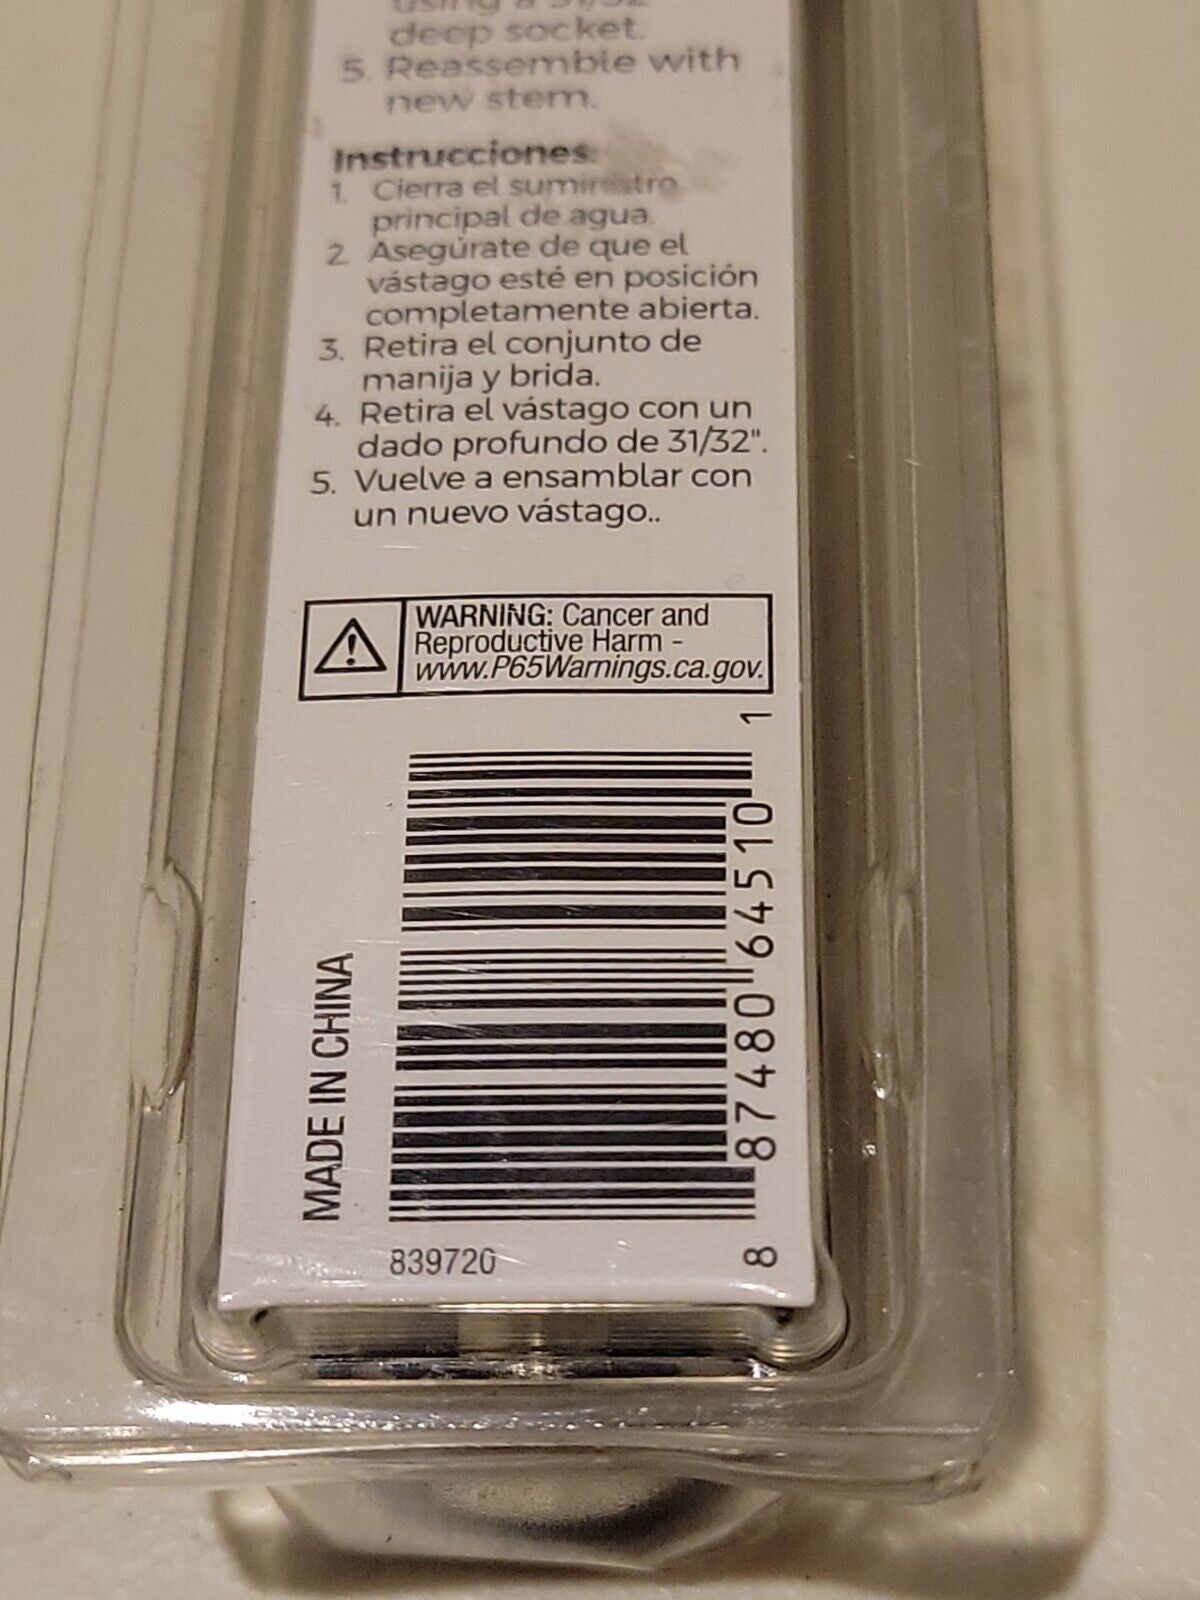 using a 31/32"
deep socket.
5. Reassemble with
new stem.
Instrucciones:
1. Cierra el suministro
principal de agua.
2. Asegúrate de que el
vástago esté en posición
completamente abierta.
3. Retira el conjunto de
manija y brida.
4. Retira el vástago con un
dado profundo de 31/32".
5. Vuelve a ensamblar con
un nuevo vástago..
WARNING: Cancer and
Reproductive Harm -
www.P65Warnings.ca.gov.
MADE IN CHINA
8 87480 64510 1
839720